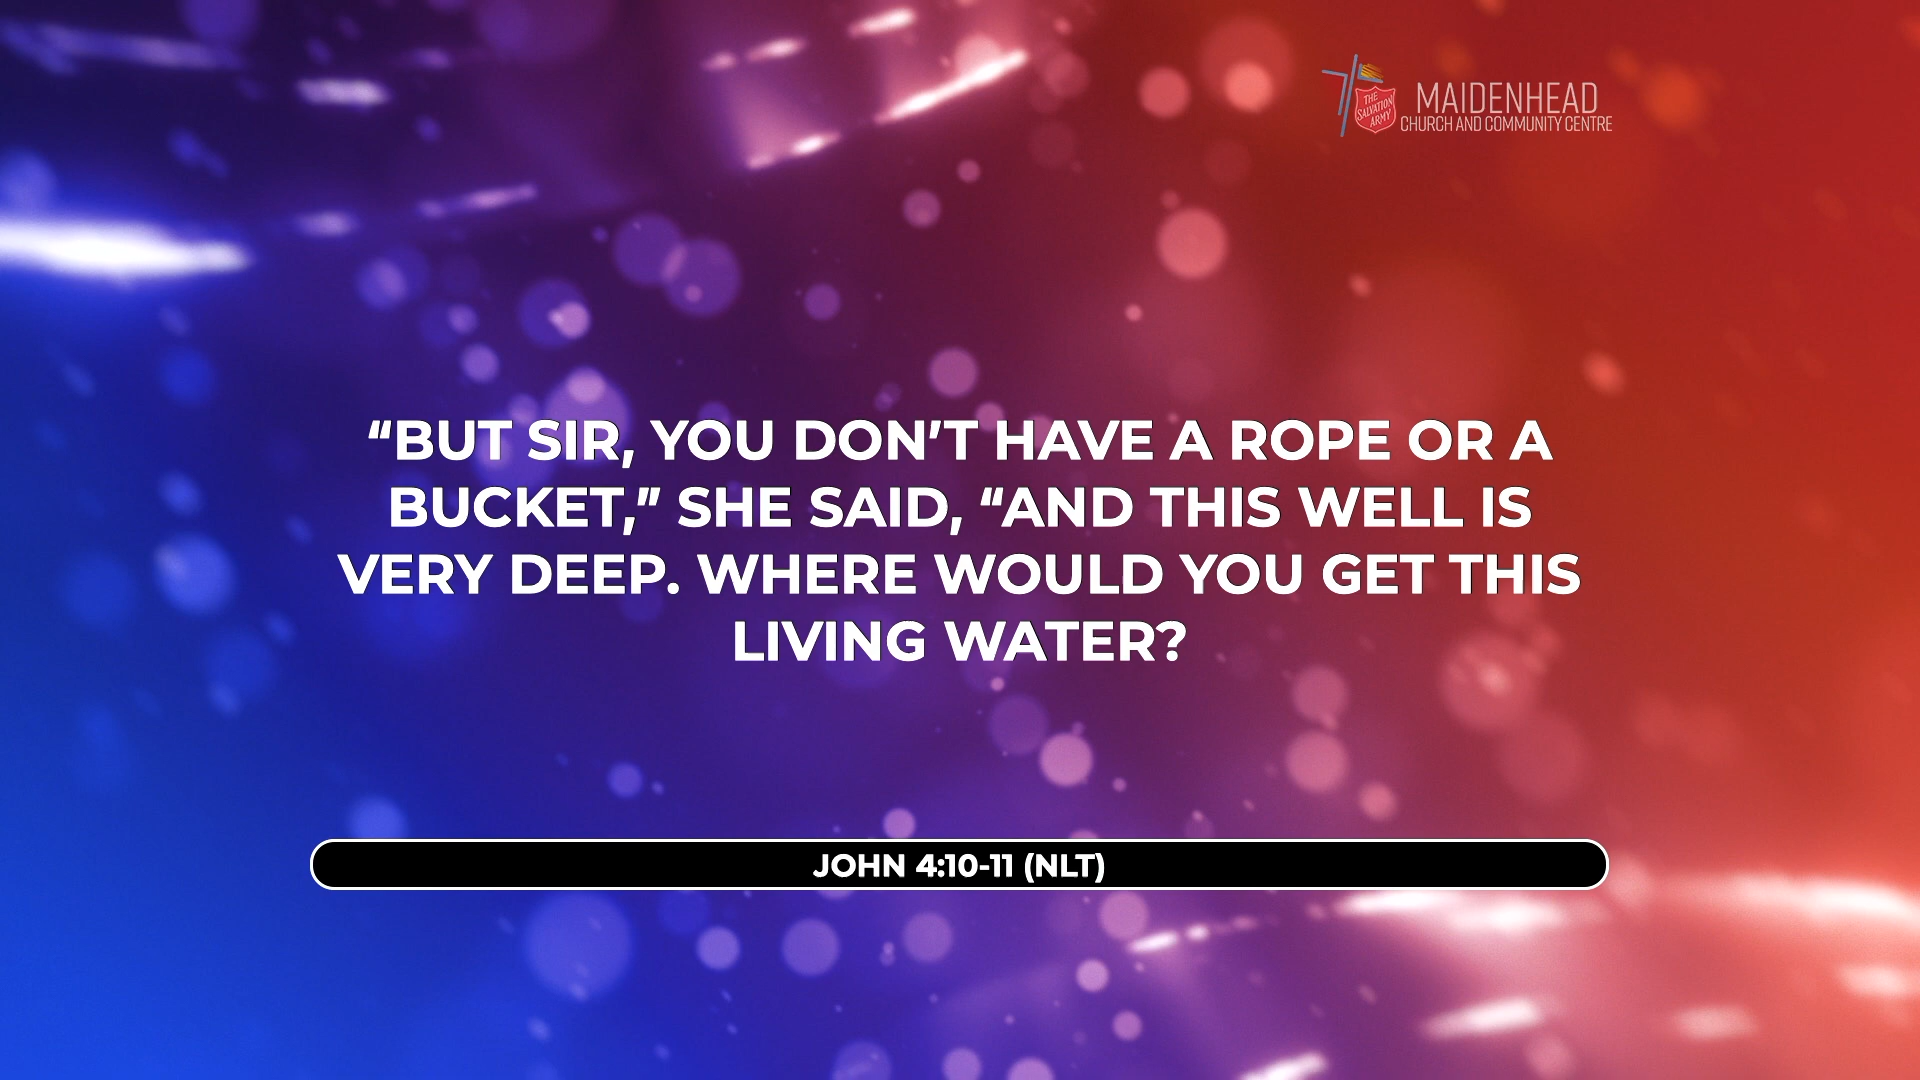 MAIDENHEAD
CHURCH AND COMMUNITY CENTRE
THE
SALVATION
ARMY
“BUT SIR, YOU DON’T HAVE A ROPE OR A
BUCKET,” SHE SAID, “AND THIS WELL IS
VERY DEEP. WHERE WOULD YOU GET THIS
LIVING WATER?
JOHN 4:10-11 (NLT)